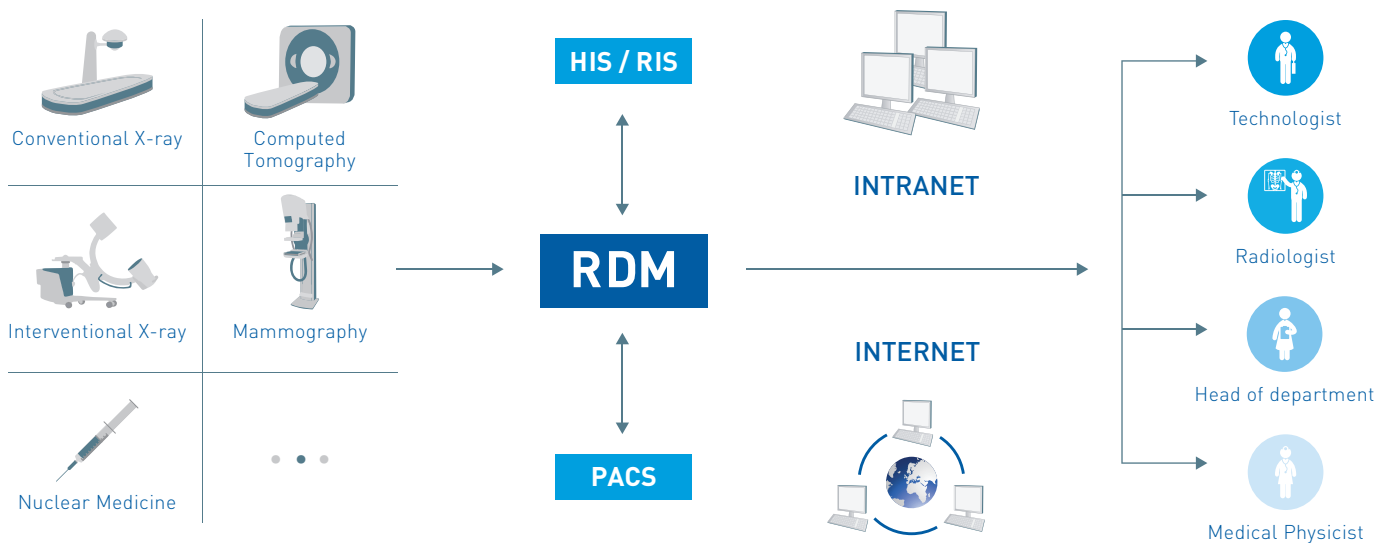 Conventional X-ray
Computed
Tomography
Interventional X-ray
Mammography
Nuclear Medicine
HIS / RIS
RDM
PACS
INTRANET
INTERNET
Technologist
Radiologist
Head of department
Medical Physicist